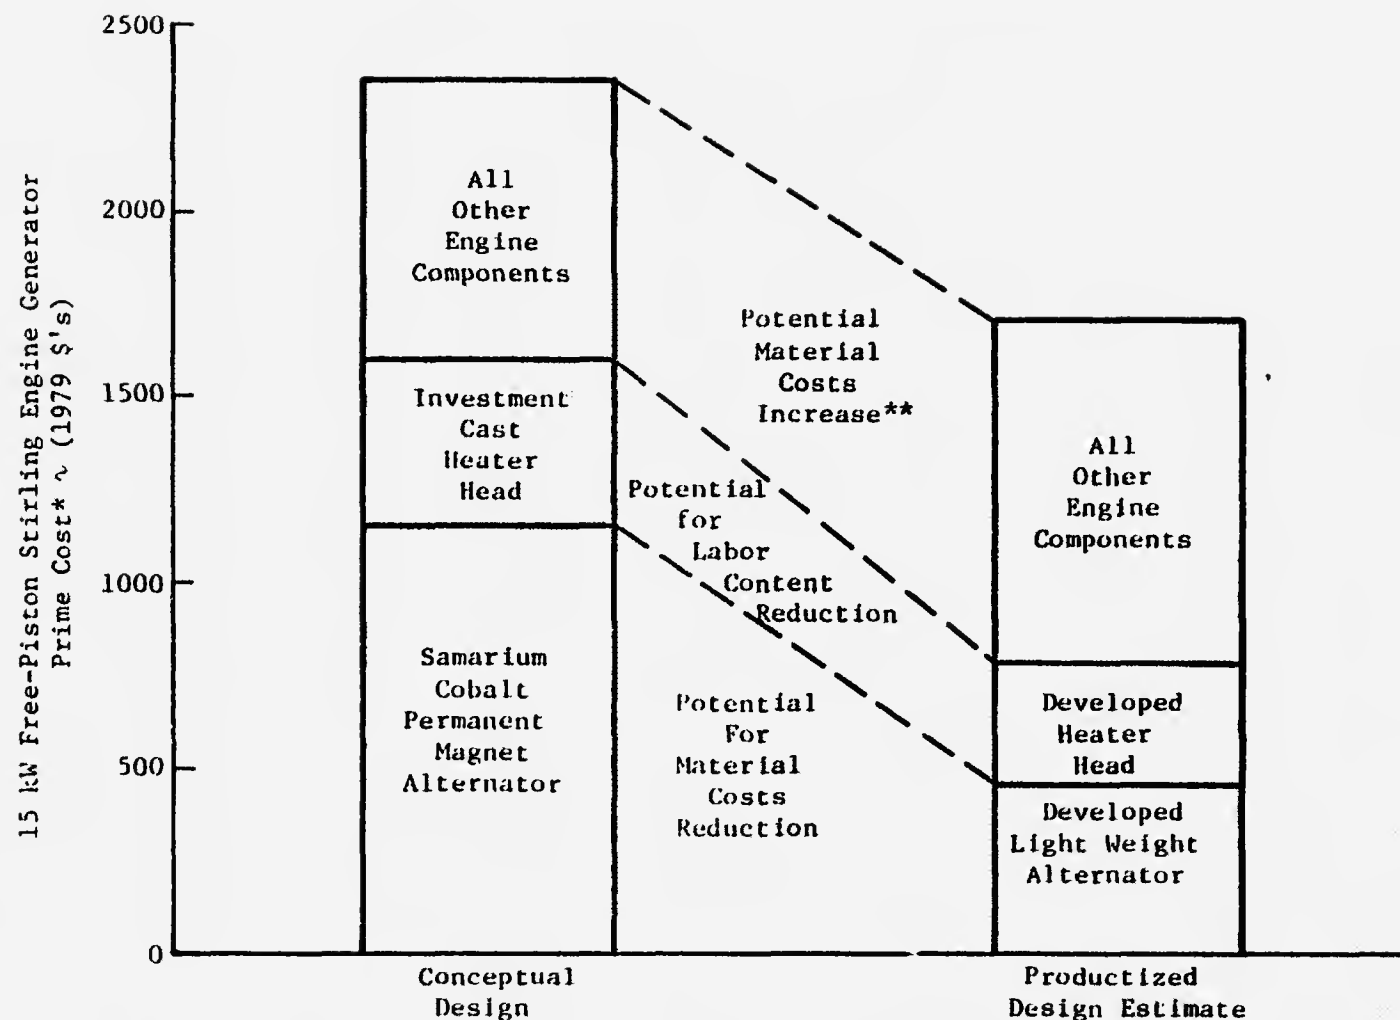 15 kW Free-Piston Stirling Engine Generator
Prime Cost* ~ (1979 $'s)
2500
2000
1500
1000
500
0
All
Other
Engine
Components
Investment
Cast
Heater
Head
Samarium
Cobalt
Permanent
Magnet
Alternator
Potential
Material
Costs
Increase**
Potential
for
Labor
Content
Reduction
Potential
For
Material
Costs
Reduction
All
Other
Engine
Components
Developed
Heater
Head
Developed
Light Weight
Alternator
Conceptual
Design
Productized
Design Estimate